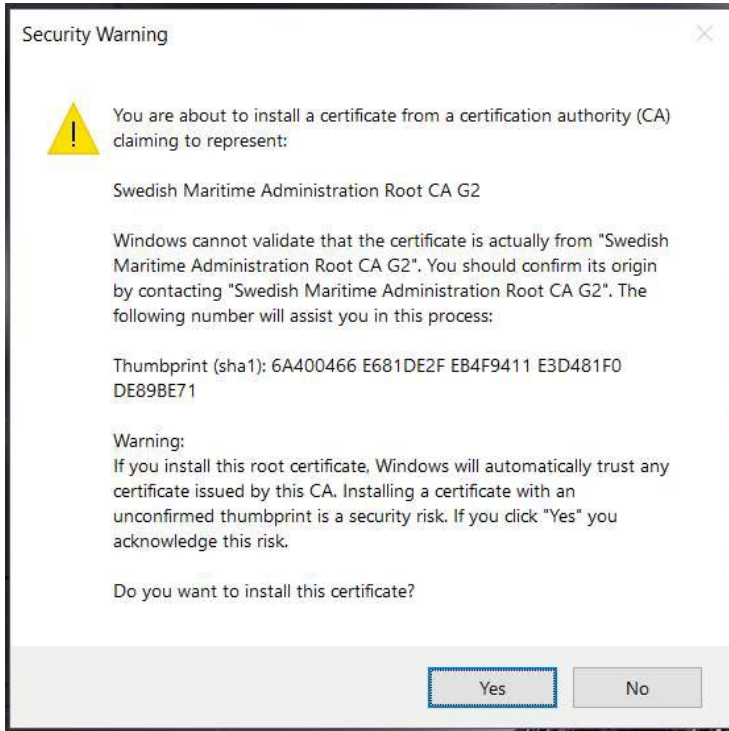 Security Warning
You are about to install a certificate from a certification authority (CA)
claiming to represent:
Swedish Maritime Administration Root CA G2
Windows cannot validate that the certificate is actually from "Swedish
Maritime Administration Root CA G2". You should confirm its origin
by contacting "Swedish Maritime Administration Root CA G2". The
following number will assist you in this process:
Thumbprint (sha1): 6A400466 E681DE2F EB4F9411 E3D481F0
DE89BE71
Warning:
If you install this root certificate, Windows will automatically trust any
certificate issued by this CA. Installing a certificate with an
unconfirmed thumbprint is a security risk. If you click "Yes" you
acknowledge this risk.
Do you want to install this certificate?
Yes
No